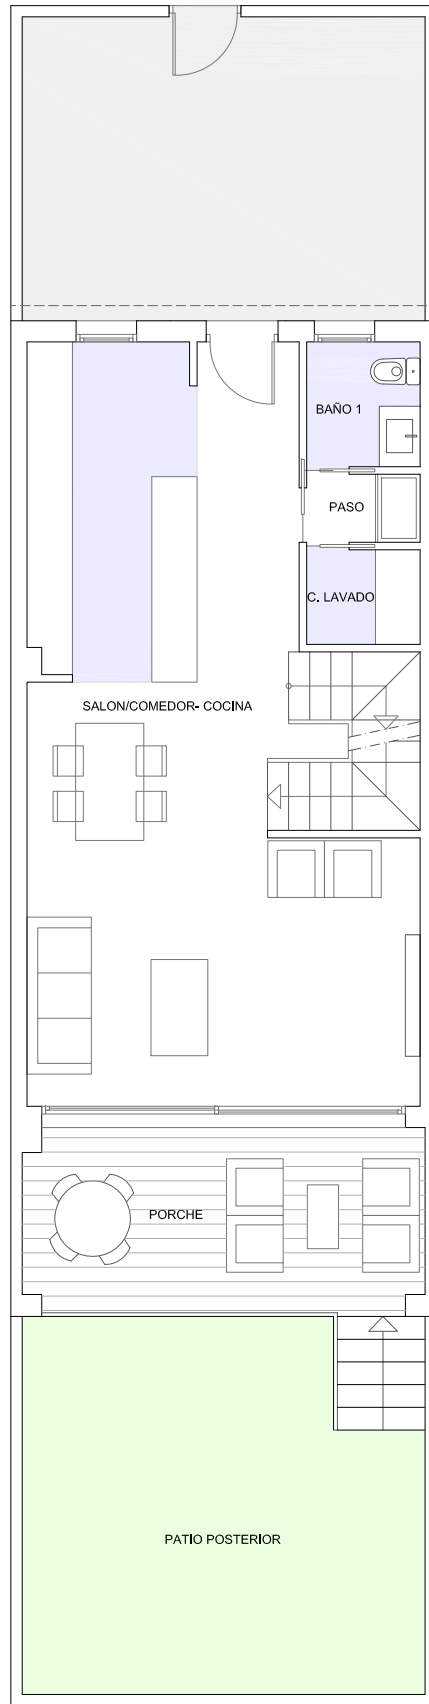 BAÑO 1
PASO
C. LAVADO
SALON/COMEDOR- COCINA
PORCHE
PATIO POSTERIOR